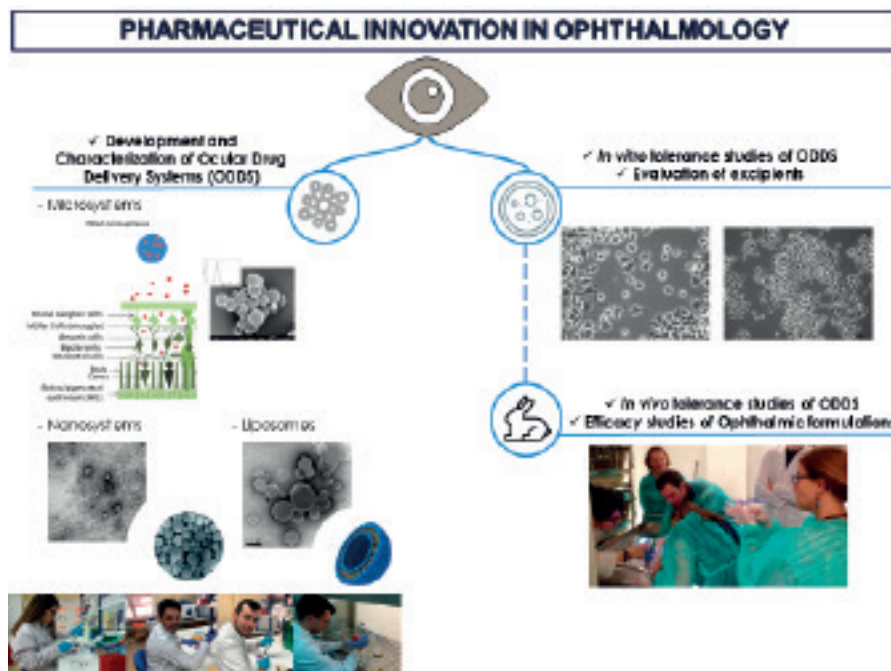 PHARMACEUTICAL INNOVATION IN OPHTHALMOLOGY
✓ Development and
Characterization of Ocular Drug
Delivery Systems (ODDS)
- Microsystems
- Nanosystems
- Liposomes
✓ In vitro tolerance studies of ODDS
✓ Evaluation of excipients
✓ In vivo tolerance studies of ODDS
✓ Efficacy studies of Ophthalmic formulations